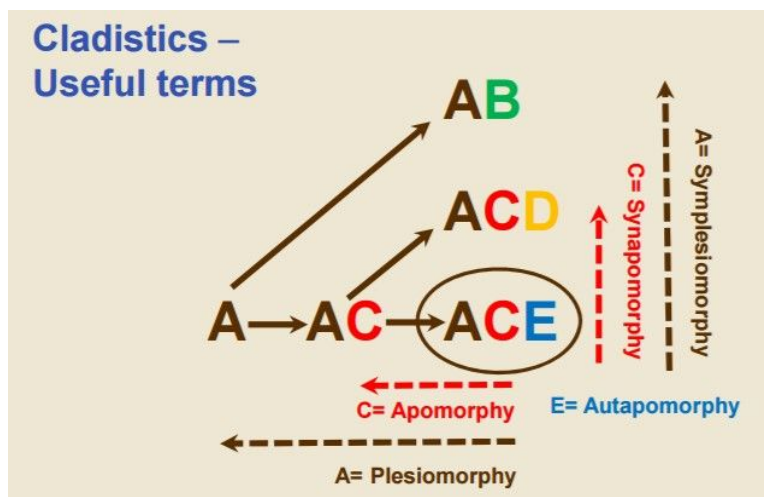 Cladistics –
Useful terms
AB
ACD
A AC ACE
C= Synapomorphy
A= Symplesiomorphy
C= Apomorphy
E= Autapomorphy
A= Plesiomorphy